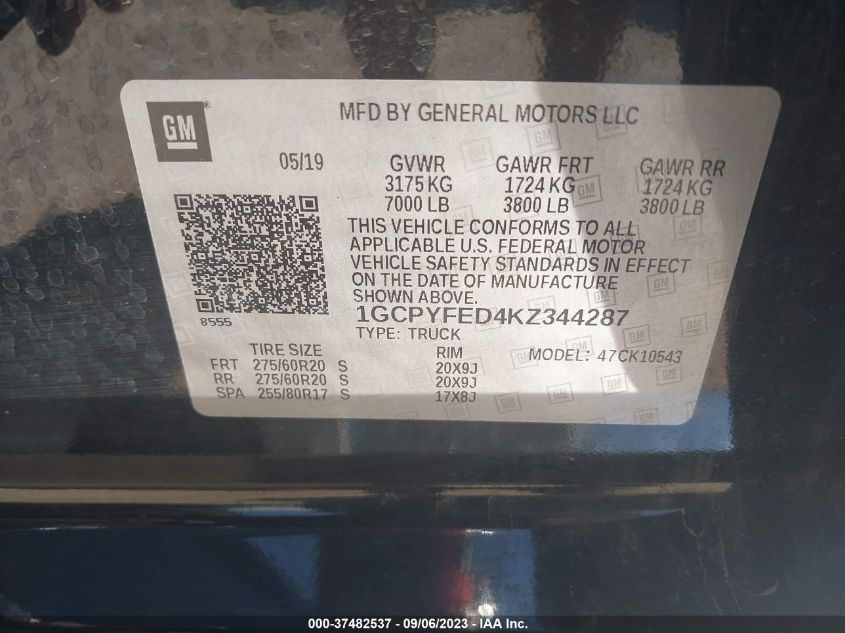 GM
MFD BY GENERAL MOTORS LLC
05/19 GVWR GAWR FRT GAWR RR
3175 KG 1724 KG 1724 KG
7000 LB 3800 LB 3800 LB
THIS VEHICLE CONFORMS TO ALL
APPLICABLE U.S. FEDERAL MOTOR
VEHICLE SAFETY STANDARDS IN EFFECT
ON THE DATE OF MANUFACTURE
SHOWN ABOVE.
8555
1GCPYFED4KZ344287
TYPE: TRUCK
TIRE SIZE RIM MODEL: 47CK10543
FRT 275/60R20 S 20X9J
RR 275/60R20 S 20X9J
SPA 255/80R17 S 17X8J
000-37482537 - 09/06/2023 - IAA Inc.